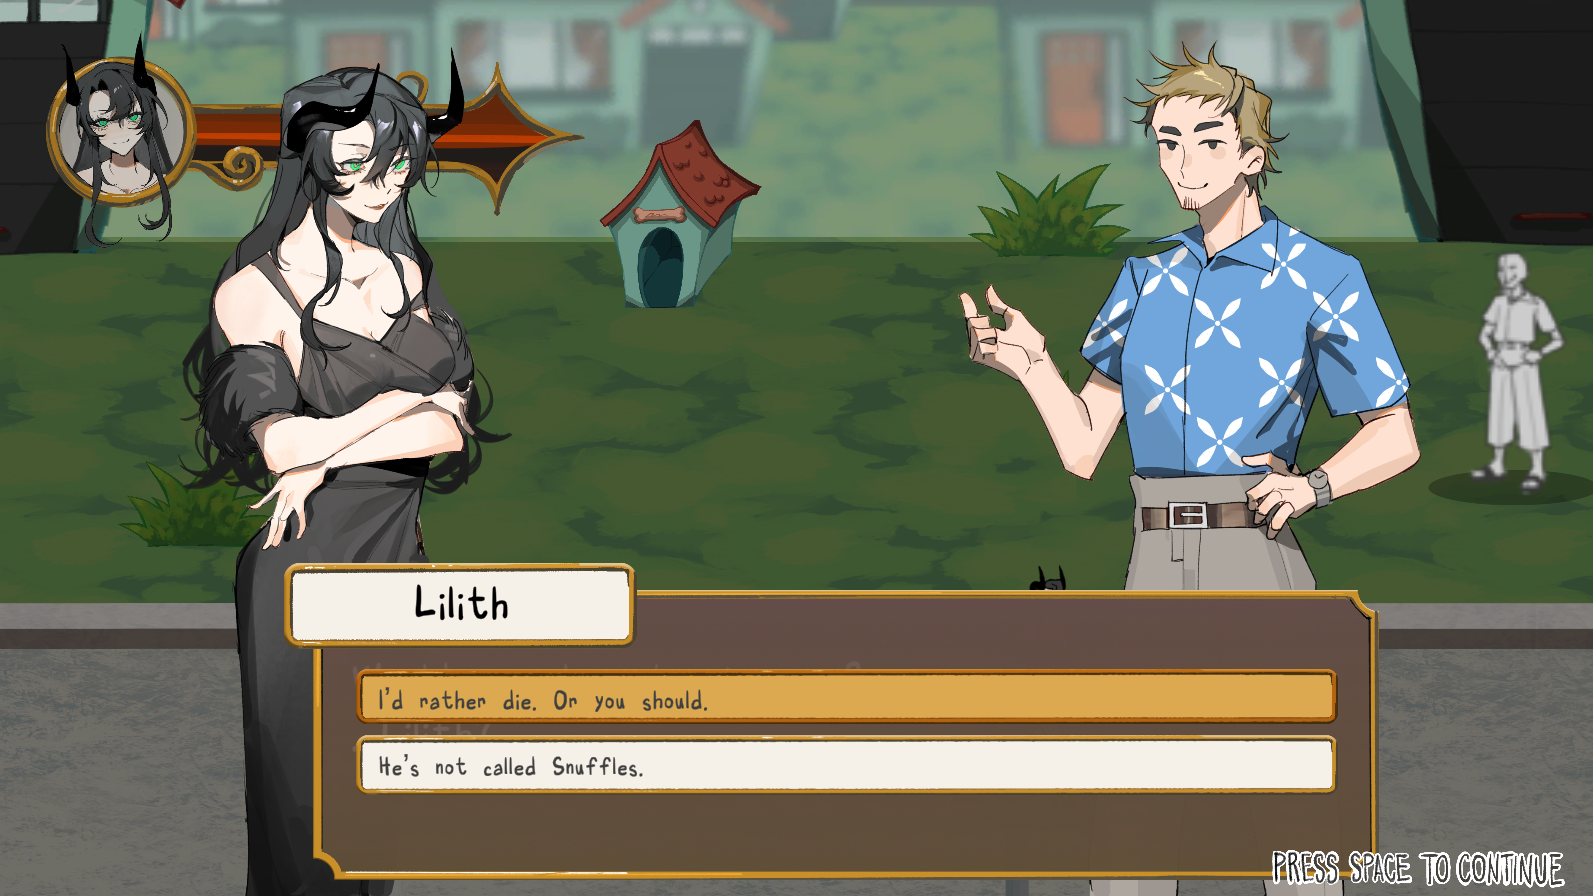 Lilith
I'd rather die. Or you should.
He's not called Snuffles.
PRESS SPACE TO CONTINUE